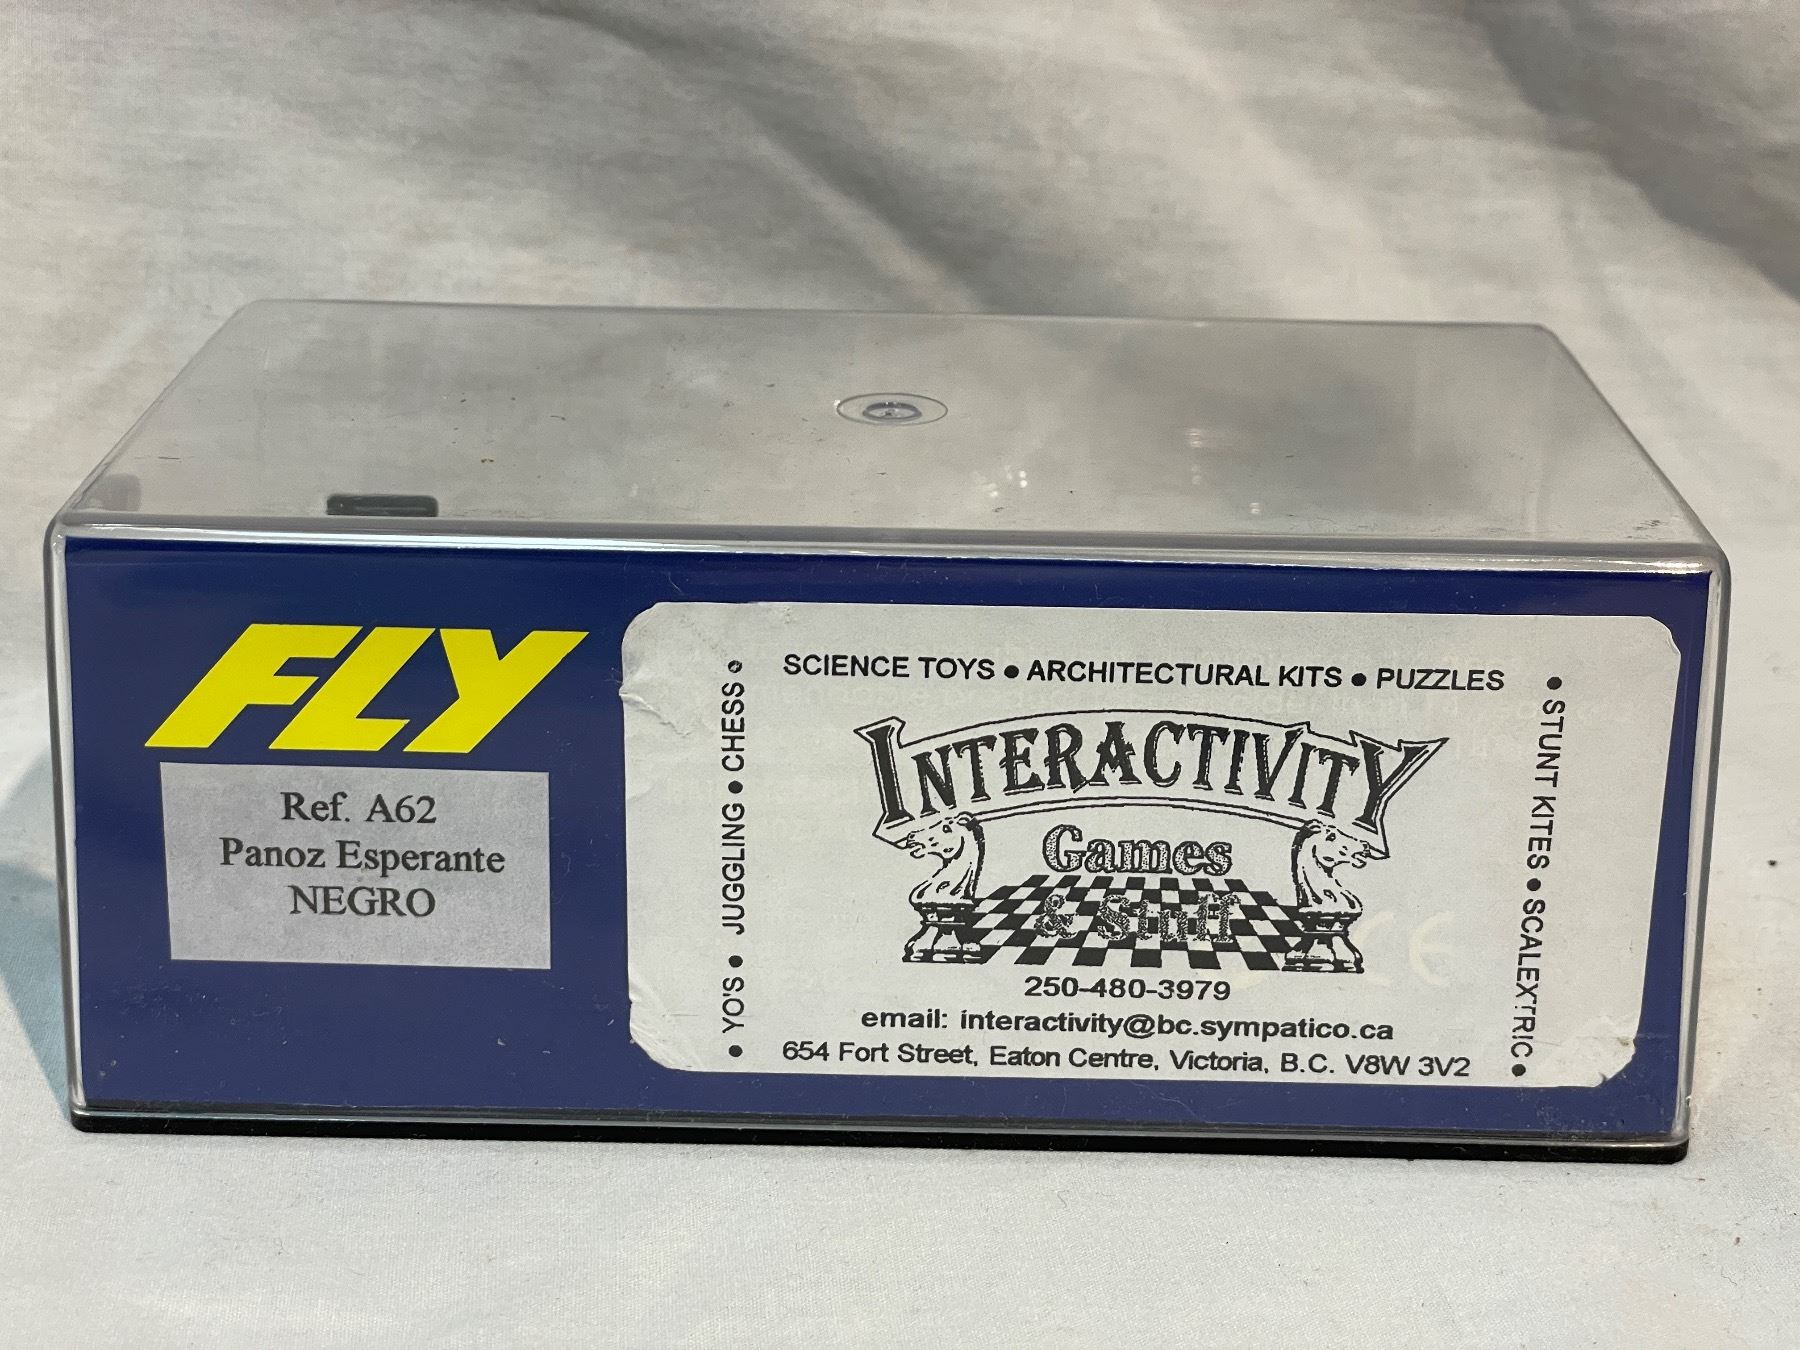 FLY
Ref. A62
Panoz Esperante
NEGRO
SCIENCE TOYS • ARCHITECTURAL KITS • PUZZLES
• YO'S • JUGGLING • CHESS •
INTERACTIVITY
Games
& Stuff
• STUNT KITES • SCALEXTRIC •
250-480-3979
email: interactivity@bc.sympatico.ca
654 Fort Street, Eaton Centre, Victoria, B.C. V8W 3V2
CE